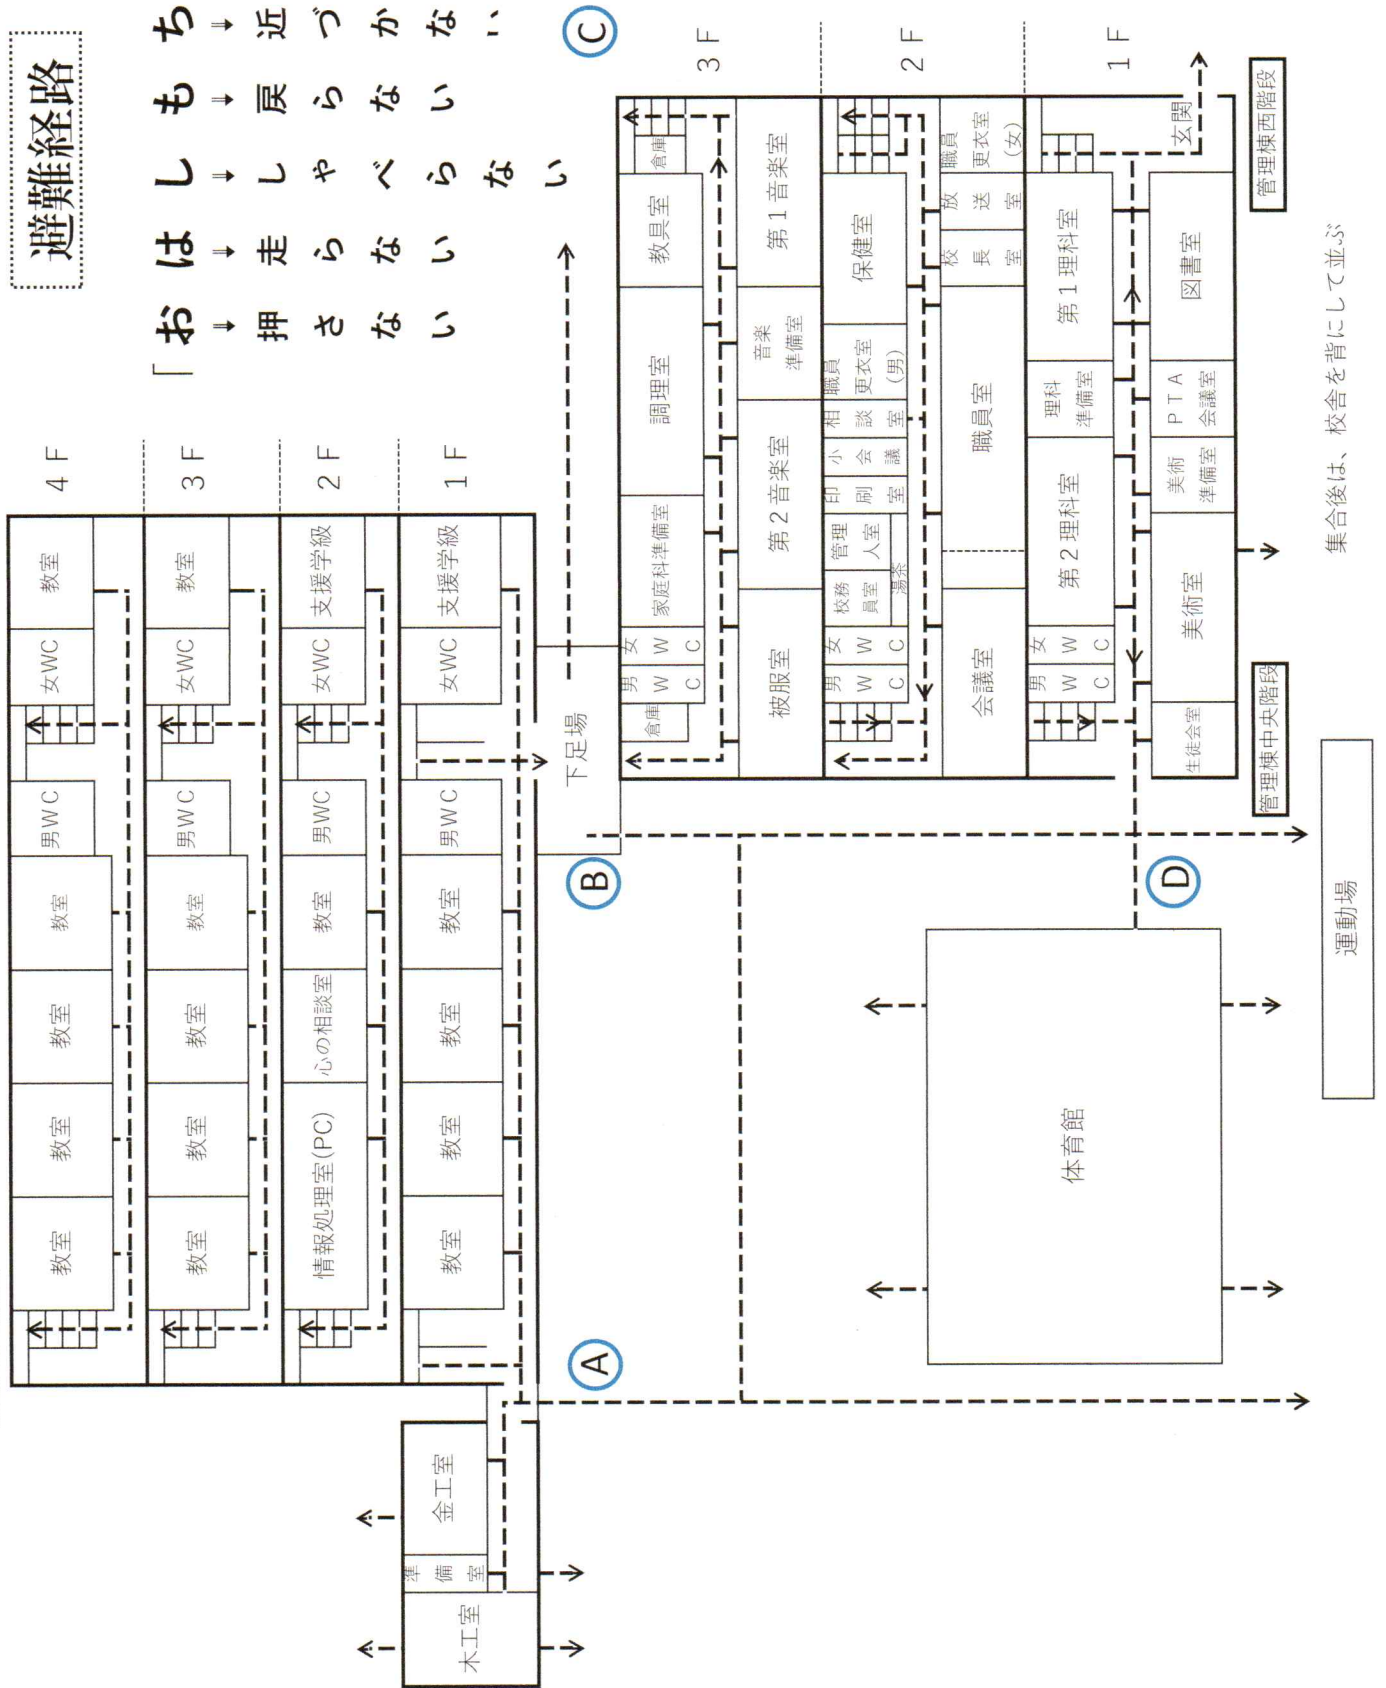 避難経路
「おはしもち
お→押さない
は→走らない
し→しゃべらない
も→戻らない
ち→近づかない、
4F
教室
教室
教室
教室
男WC
女WC
教室
3F
教室
教室
教室
教室
男WC
女WC
教室
2F
情報処理室(PC)
心の相談室
教室
男WC
女WC
支援学級
1F
教室
教室
教室
教室
男WC
女WC
支援学級
木工室
準備室
金工室
A
B
C
D
下足場
3F
倉庫
男WC
女WC
家庭科準備室
調理室
教具室
倉庫
被服室
第2音楽室
音楽準備室
第1音楽室
2F
男WC
女WC
校務員室
管理人室
湯茶
印刷室
小会議
相談室
職員更衣室(男)
保健室
会議室
職員室
校長室
放送室
職員更衣室(女)
1F
男WC
女WC
第2理科室
理科準備室
第1理科室
玄関
生徒会室
美術室
美術準備室
PTA会議室
図書室
管理棟中央階段
管理棟西階段
体育館
運動場
集合後は、校舎を背にして並ぶ